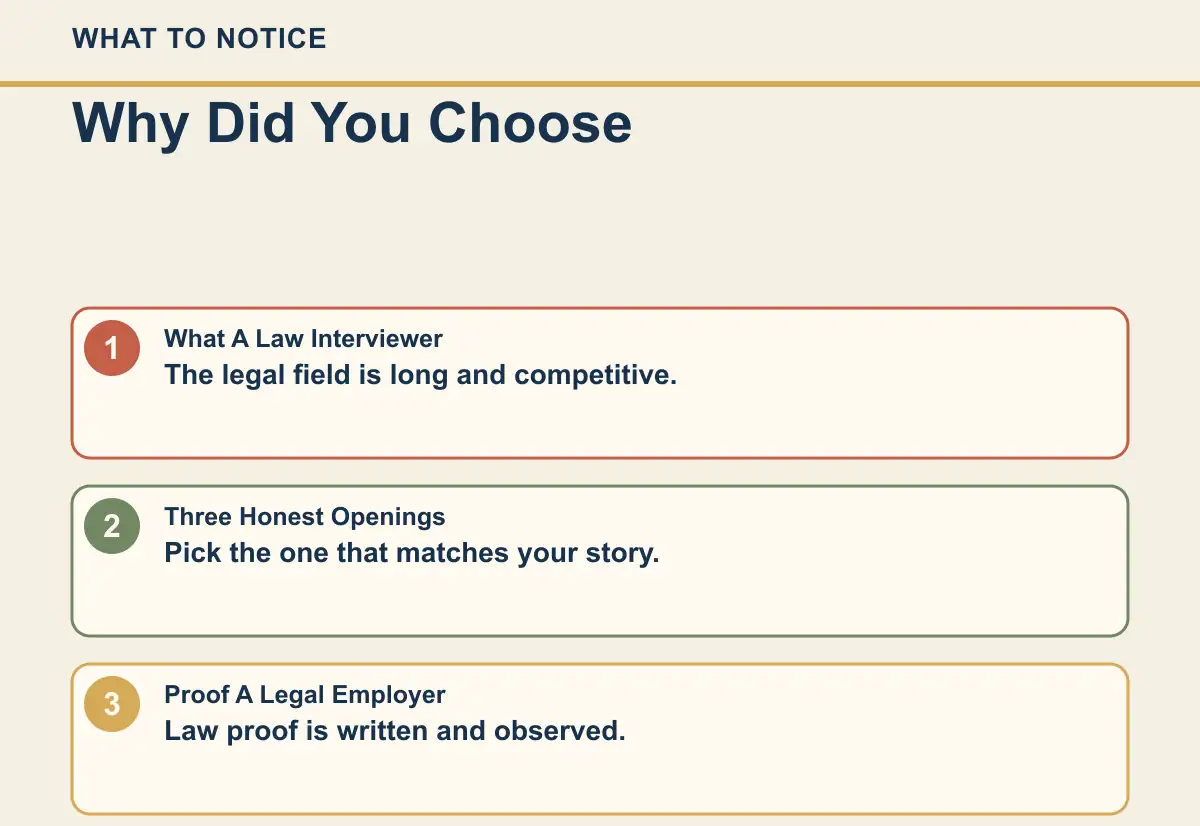 WHAT TO NOTICE
Why Did You Choose
1
What A Law Interviewer
The legal field is long and competitive.
2
Three Honest Openings
Pick the one that matches your story.
3
Proof A Legal Employer
Law proof is written and observed.